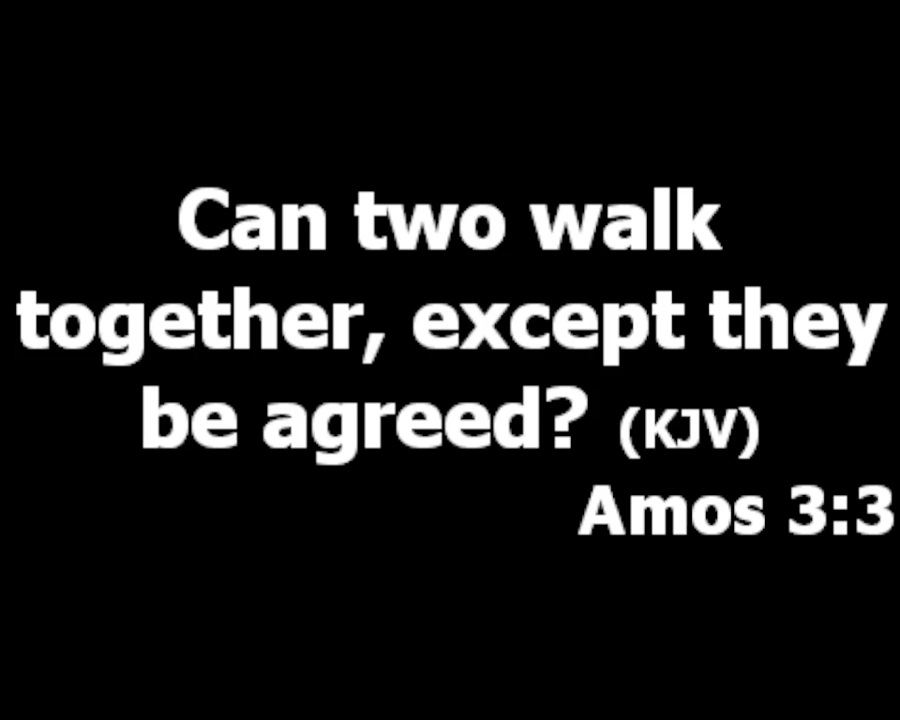 Can two walk
together, except they
be agreed? (KJV)
Amos 3:3